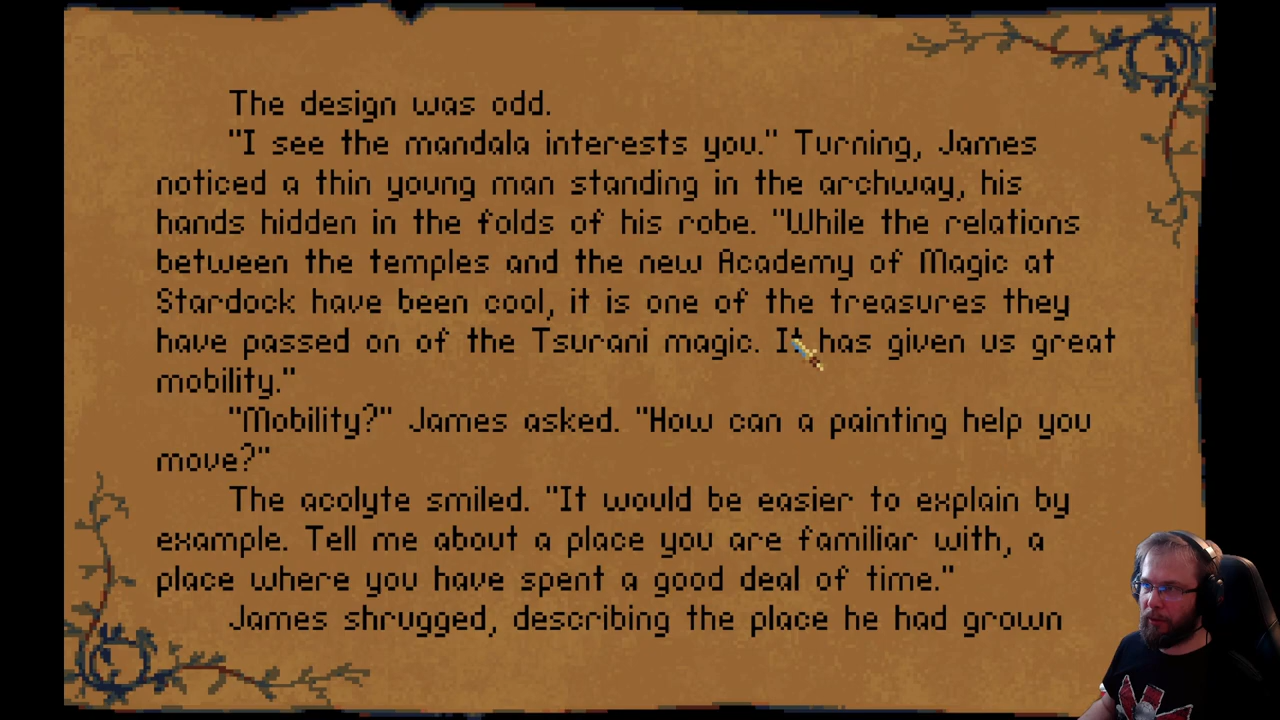 The design was odd.
"I see the mandala interests you." Turning, James
noticed a thin young man standing in the archway, his
hands hidden in the folds of his robe. "While the relations
between the temples and the new Academy of Magic at
Stardock have been cool, it is one of the treasures they
have passed on of the Tsurani magic. It has given us great
mobility."
"Mobility?" James asked. "How can a painting help you
move?"
The acolyte smiled. "It would be easier to explain by
example. Tell me about a place you are familiar with, a
place where you have spent a good deal of time."
James shrugged, describing the place he had grown